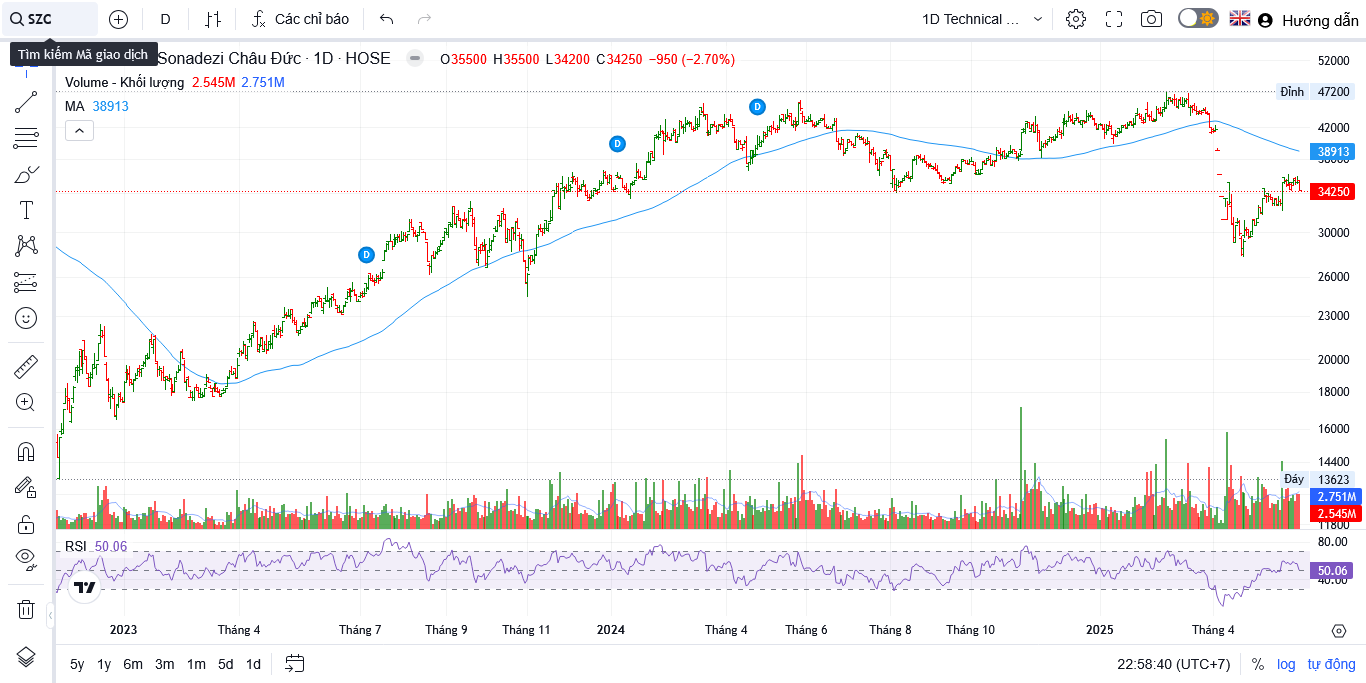 SZC D Các chỉ báo 1D Technical ... Hướng dẫn
Tìm kiếm Mã giao dịch
Sonadezi Châu Đức · 1D · HOSE O35500 H35500 L34200 C34250 −950 (−2.70%)
Volume - Khối lượng 2.545M 2.751M
MA 38913
52000
Đỉnh 47200
42000
38913
38000
34250
30000
26000
23000
20000
18000
16000
14400
Đáy 13623
2.751M
2.545M
11800
D
D
D
RSI 50.06
80.00
50.06
40.00
2023 Tháng 4 Tháng 7 Tháng 9 Tháng 11 2024 Tháng 4 Tháng 6 Tháng 8 Tháng 10 2025 Tháng 4
5y 1y 6m 3m 1m 5d 1d 22:58:40 (UTC+7) % log tự động